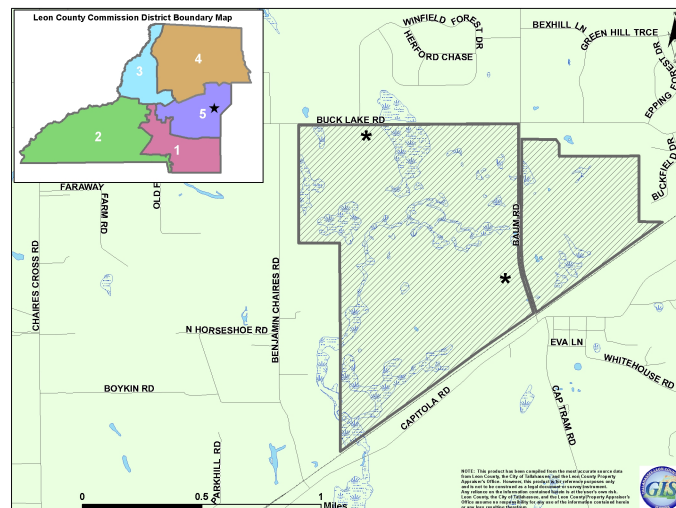 Leon County Commission District Boundary Map
4
3
5
2
1
WINFIELD FOREST DR
HERFORD CHASE
BEXHILL LN
GREEN HILL TRCE
EPPING FOREST DR
BUCK LAKE RD
BUCKFIELD DR
FARAWAY
FARM RD
OLD F
BAUM RD
CHAIRES CROSS RD
BENJAMIN CHAIRES RD
N HORSESHOE RD
EVA LN
WHITEHOUSE RD
BOYKIN RD
CAPITOLA RD
CAP TRAM RD
PARKHILL RD
NOTE: This product has been compiled from the most accurate source data
from Leon County, the City of Tallahassee, and the Leon County Property
Appraiser's Office. However, this product is for reference purposes only
and is not to be construed as a legal document or survey instrument.
Any reliance on the information contained herein is at the user's own risk.
Leon County, the City of Tallahassee, and the Leon County Property Appraiser's
Office assume no responsibility for any use of the information contained herein
or any loss resulting therefrom.
GIS
0 0.5 1
Miles